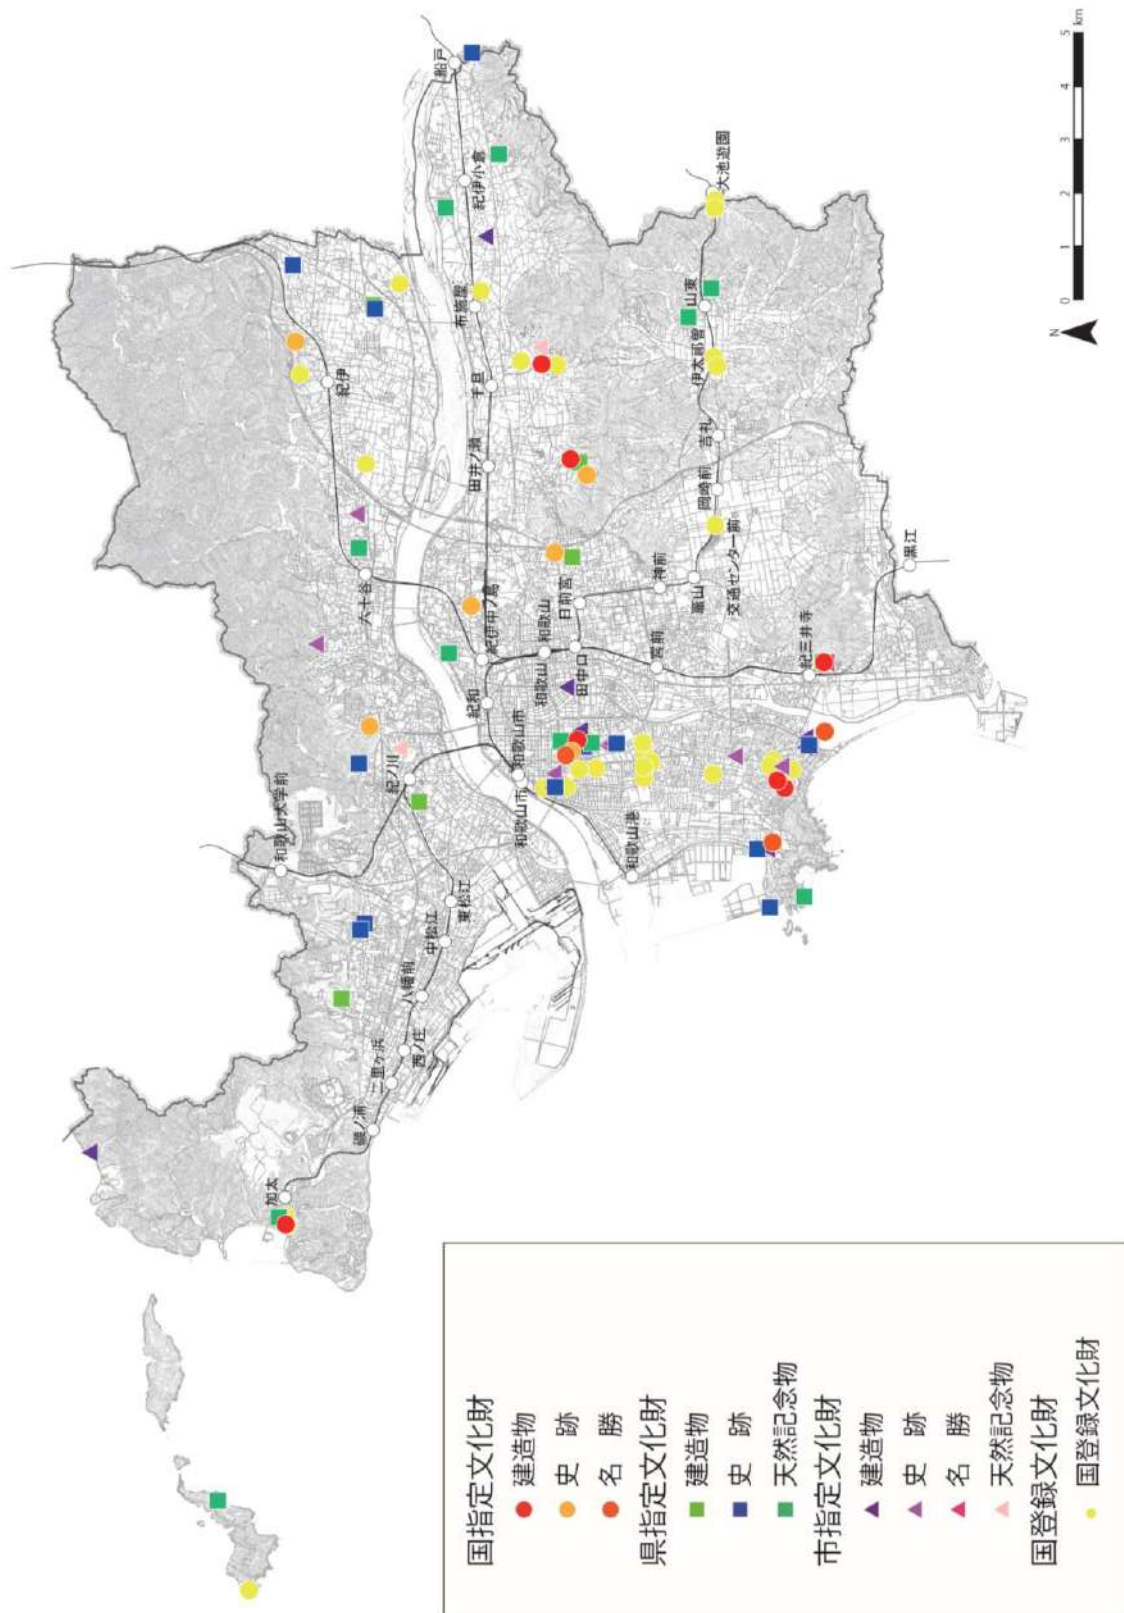 国指定文化財
建造物
史　跡
名　勝
県指定文化財
建造物
史　跡
天然記念物
市指定文化財
建造物
史　跡
名　勝
天然記念物
国登録文化財
国登録文化財
加太
磯ノ浦
二里ヶ浜
西ノ庄
八幡前
中松江
東松江
和歌山大学前
紀ノ川
和歌山市
和歌山市
和歌山港
紀和
紀伊中ノ島
和歌山
和歌山
田中口
日前宮
神前
竈山
交通センター前
岡崎前
吉礼
伊太祈曽
山東
大池遊園
宮前
紀三井寺
黒江
六十谷
紀伊
田井ノ瀬
千旦
布施屋
紀伊小倉
船戸
N
0 1 2 3 4 5 km